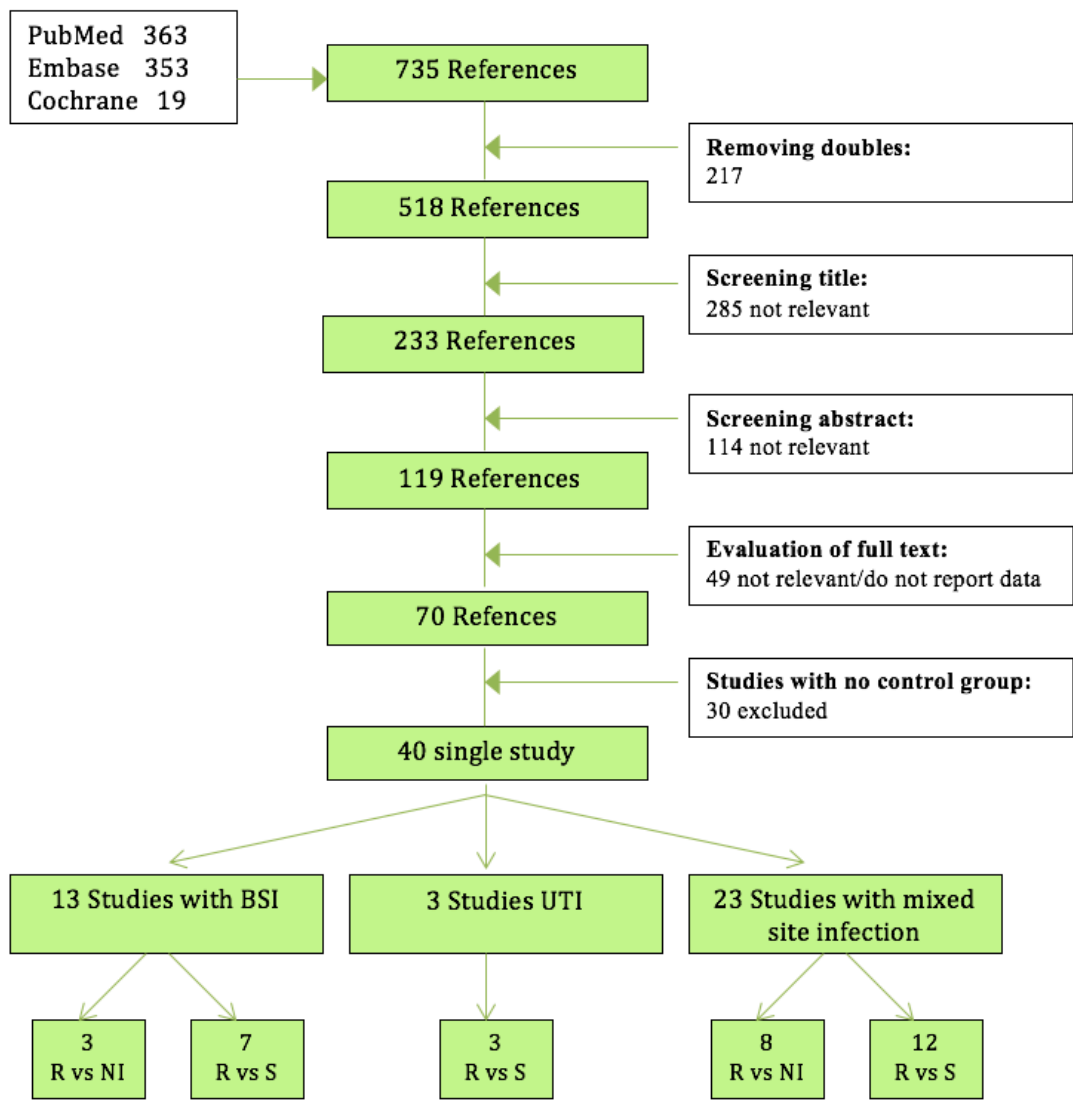 PubMed 363
Embase 353
Cochrane 19
735 References
Removing doubles:
217
518 References
Screening title:
285 not relevant
233 References
Screening abstract:
114 not relevant
119 References
Evaluation of full text:
49 not relevant/do not report data
70 Refences
Studies with no control group:
30 excluded
40 single study
13 Studies with BSI
3 Studies UTI
23 Studies with mixed
site infection
3
R vs NI
7
R vs S
3
R vs S
8
R vs NI
12
R vs S